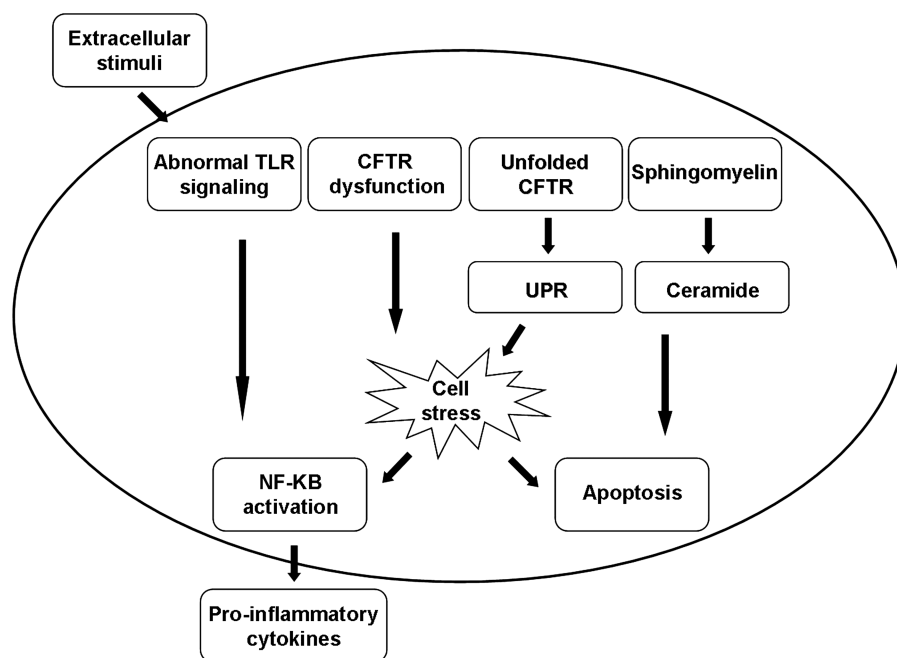 Extracellular
stimuli
Abnormal TLR
signaling
CFTR
dysfunction
Unfolded
CFTR
Sphingomyelin
UPR
Ceramide
Cell
stress
NF-KB
activation
Apoptosis
Pro-inflammatory
cytokines